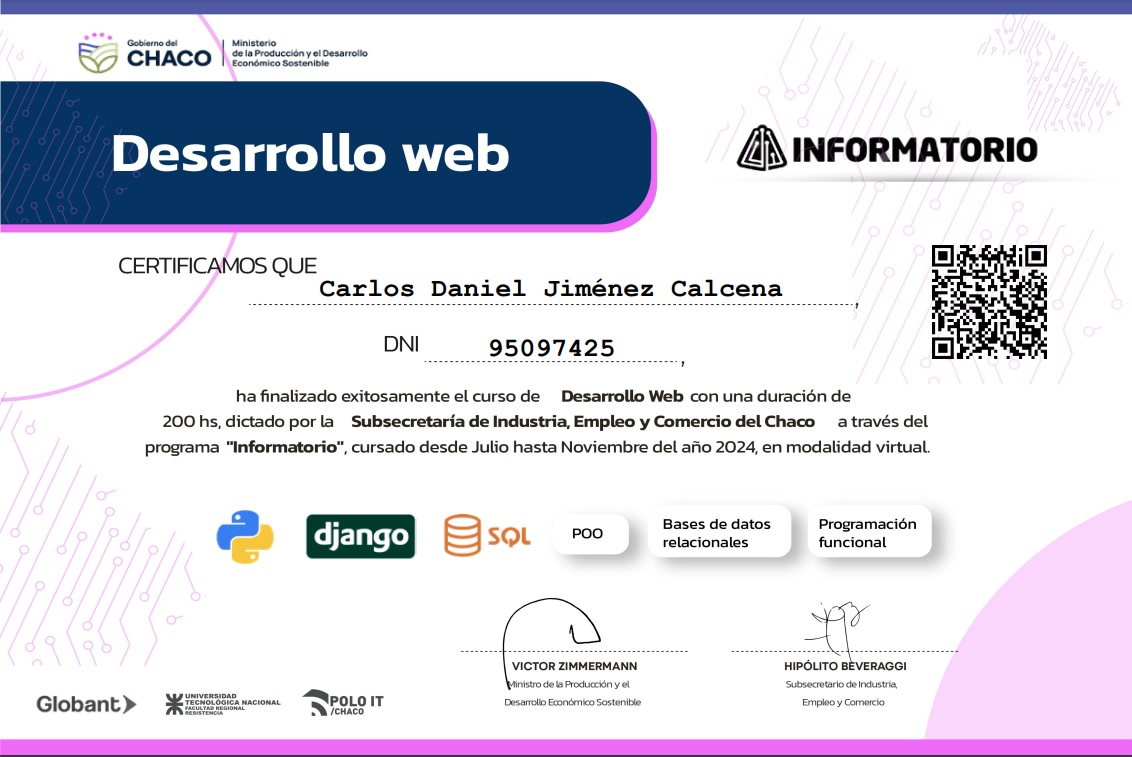 Gobierno del
CHACO
Ministerio
de la Producción y el Desarrollo
Económico Sostenible
Desarrollo web
INFORMATORIO
CERTIFICAMOS QUE
Carlos Daniel Jiménez Calcena,
DNI 95097425,
ha finalizado exitosamente el curso de Desarrollo Web con una duración de
200 hs, dictado por la Subsecretaría de Industria, Empleo y Comercio del Chaco a través del
programa "Informatorio", cursado desde Julio hasta Noviembre del año 2024, en modalidad virtual.
django
SQL
POO
Bases de datos
relacionales
Programación
funcional
VICTOR ZIMMERMANN
Ministro de la Producción y el
Desarrollo Económico Sostenible
HIPÓLITO BEVERAGGI
Subsecretario de Industria,
Empleo y Comercio
Globant
UNIVERSIDAD
TECNOLÓGICA NACIONAL
FACULTAD REGIONAL
RESISTENCIA
POLO IT
/CHACO